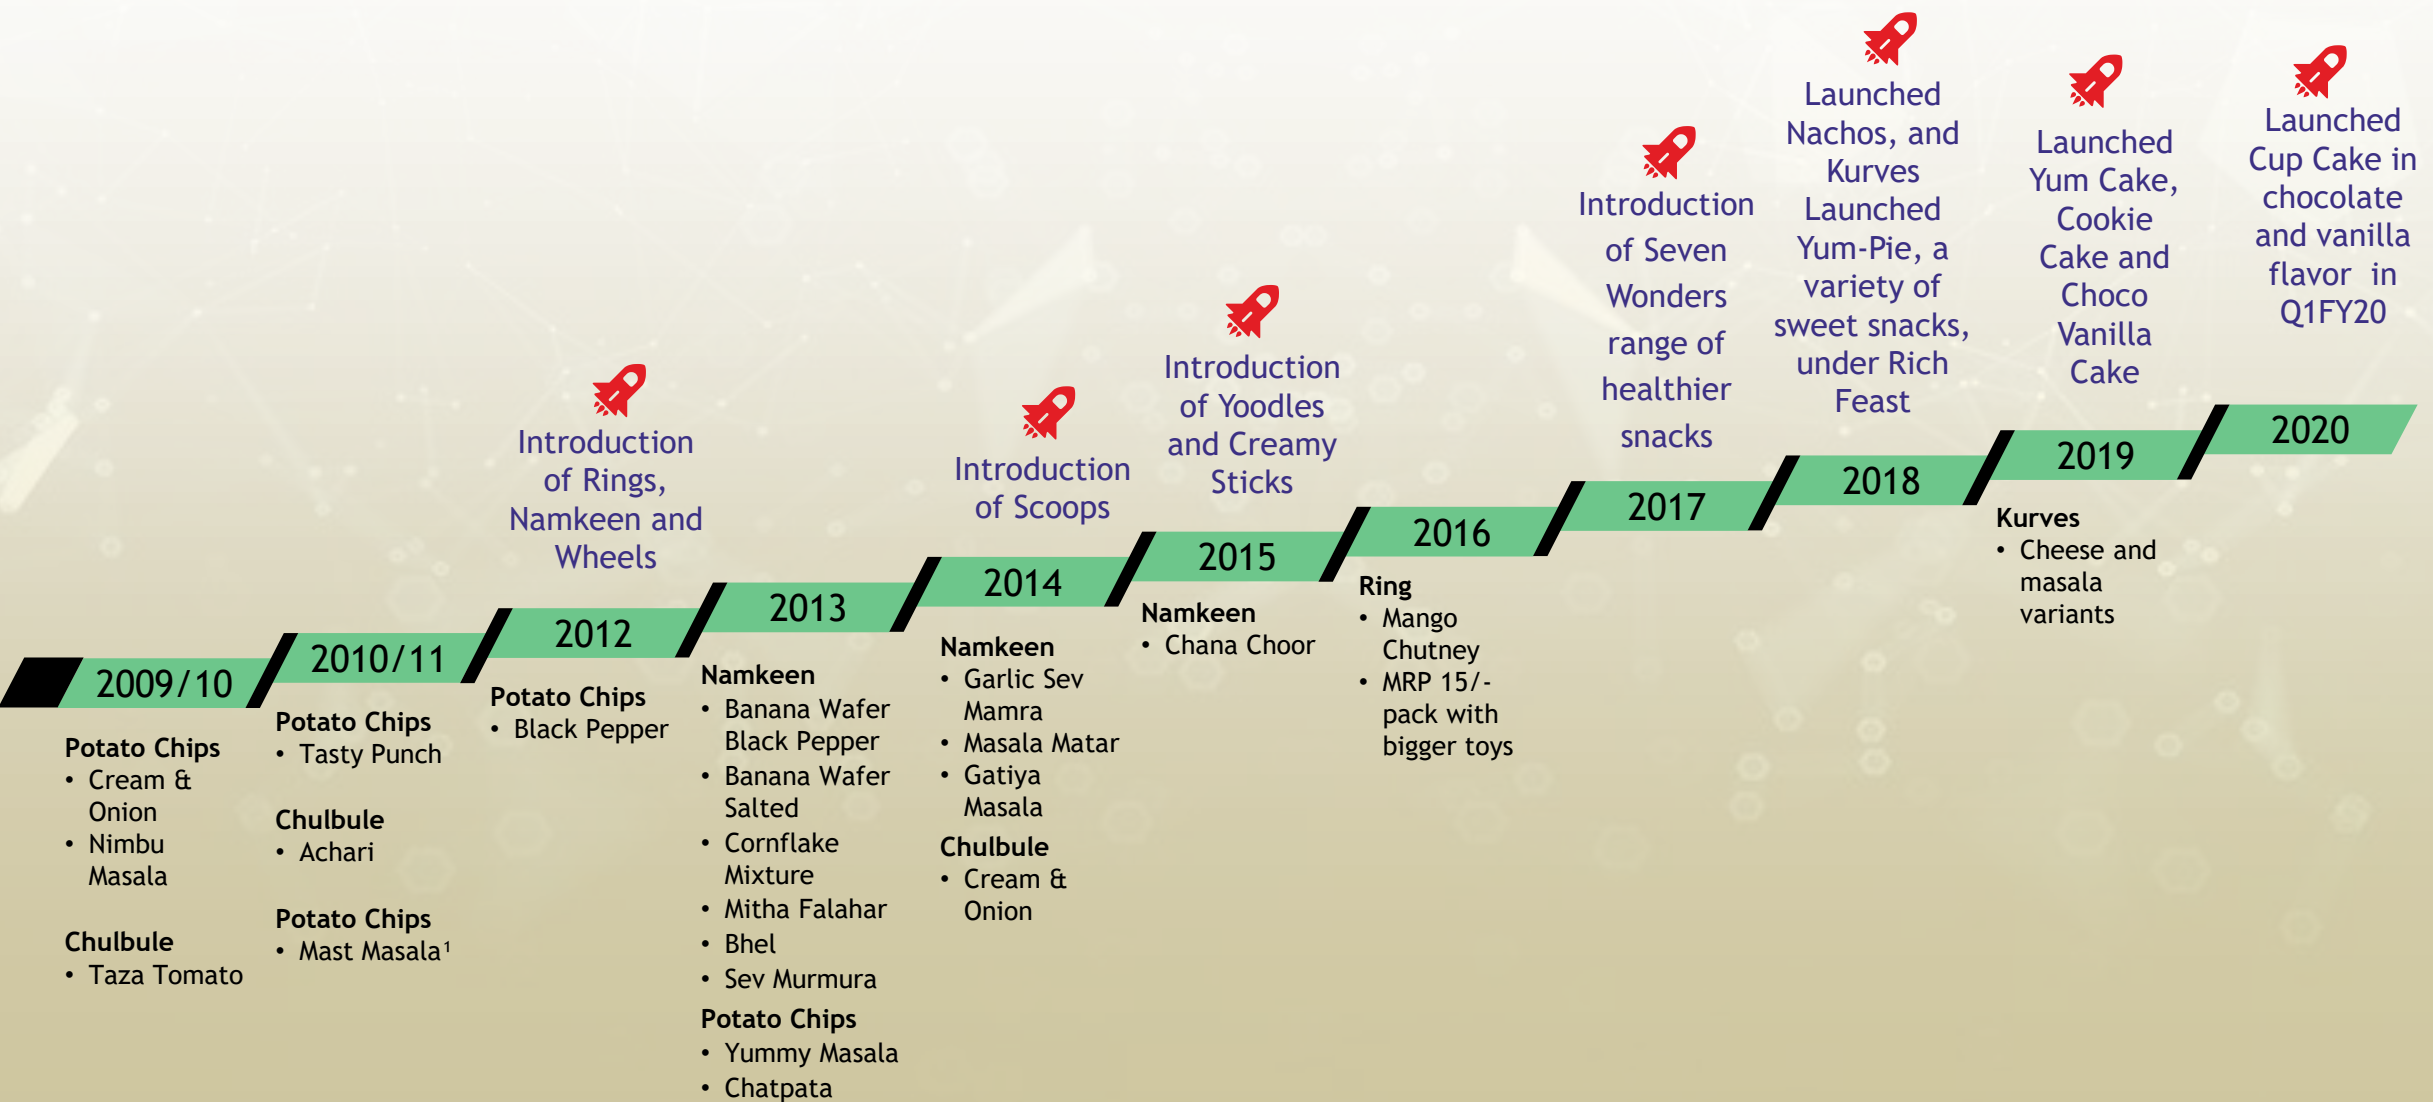 Introduction
of Rings,
Namkeen and
Wheels
Introduction
of Scoops
Introduction
of Yoodles
and Creamy
Sticks
Introduction
of Seven
Wonders
range of
healthier
snacks
Launched
Nachos, and
Kurves
Launched
Yum-Pie, a
variety of
sweet snacks,
under Rich
Feast
Launched
Yum Cake,
Cookie
Cake and
Choco
Vanilla
Cake
Launched
Cup Cake in
chocolate
and vanilla
flavor in
Q1FY20
2009/10
2010/11
2012
2013
2014
2015
2016
2017
2018
2019
2020
Potato Chips
• Cream &
Onion
• Nimbu
Masala
Chulbule
• Taza Tomato
Potato Chips
• Tasty Punch
Chulbule
• Achari
Potato Chips
• Mast Masala¹
Potato Chips
• Black Pepper
Namkeen
• Banana Wafer
Black Pepper
• Banana Wafer
Salted
• Cornflake
Mixture
• Mitha Falahar
• Bhel
• Sev Murmura
Potato Chips
• Yummy Masala
• Chatpata
Namkeen
• Garlic Sev
Mamra
• Masala Matar
• Gatiya
Masala
Chulbule
• Cream &
Onion
Namkeen
• Chana Choor
Ring
• Mango
Chutney
• MRP 15/-
pack with
bigger toys
Kurves
• Cheese and
masala
variants